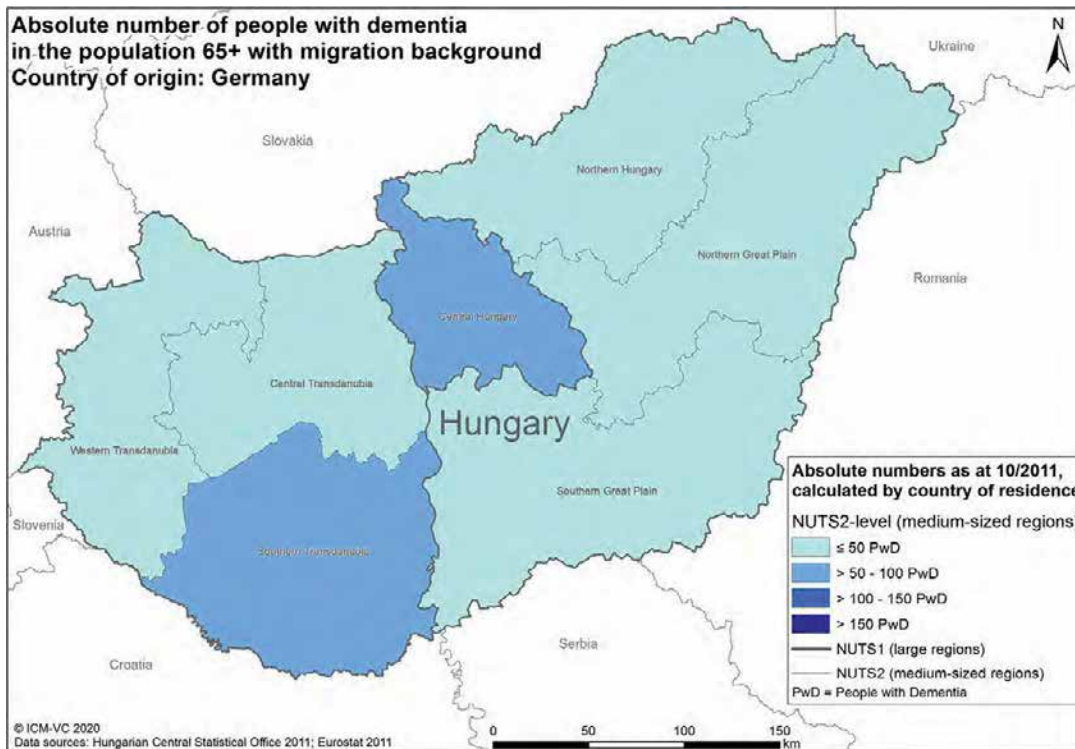 Absolute number of people with dementia
in the population 65+ with migration background
Country of origin: Germany
N
Ukraine
Slovakia
Northern Hungary
Austria
Northern Great Plain
Romania
Central Hungary
Central Transdanubia
Hungary
Western Transdanubia
Southern Great Plain
Slovenia
Southern Transdanubia
Croatia
Serbia
Absolute numbers as at 10/2011,
calculated by country of residence
NUTS2-level (medium-sized regions)
≤ 50 PwD
> 50 - 100 PwD
> 100 - 150 PwD
> 150 PwD
NUTS1 (large regions)
NUTS2 (medium-sized regions)
PwD = People with Dementia
© ICM-VC 2020
Data sources: Hungarian Central Statistical Office 2011; Eurostat 2011
0 50 100 150
km